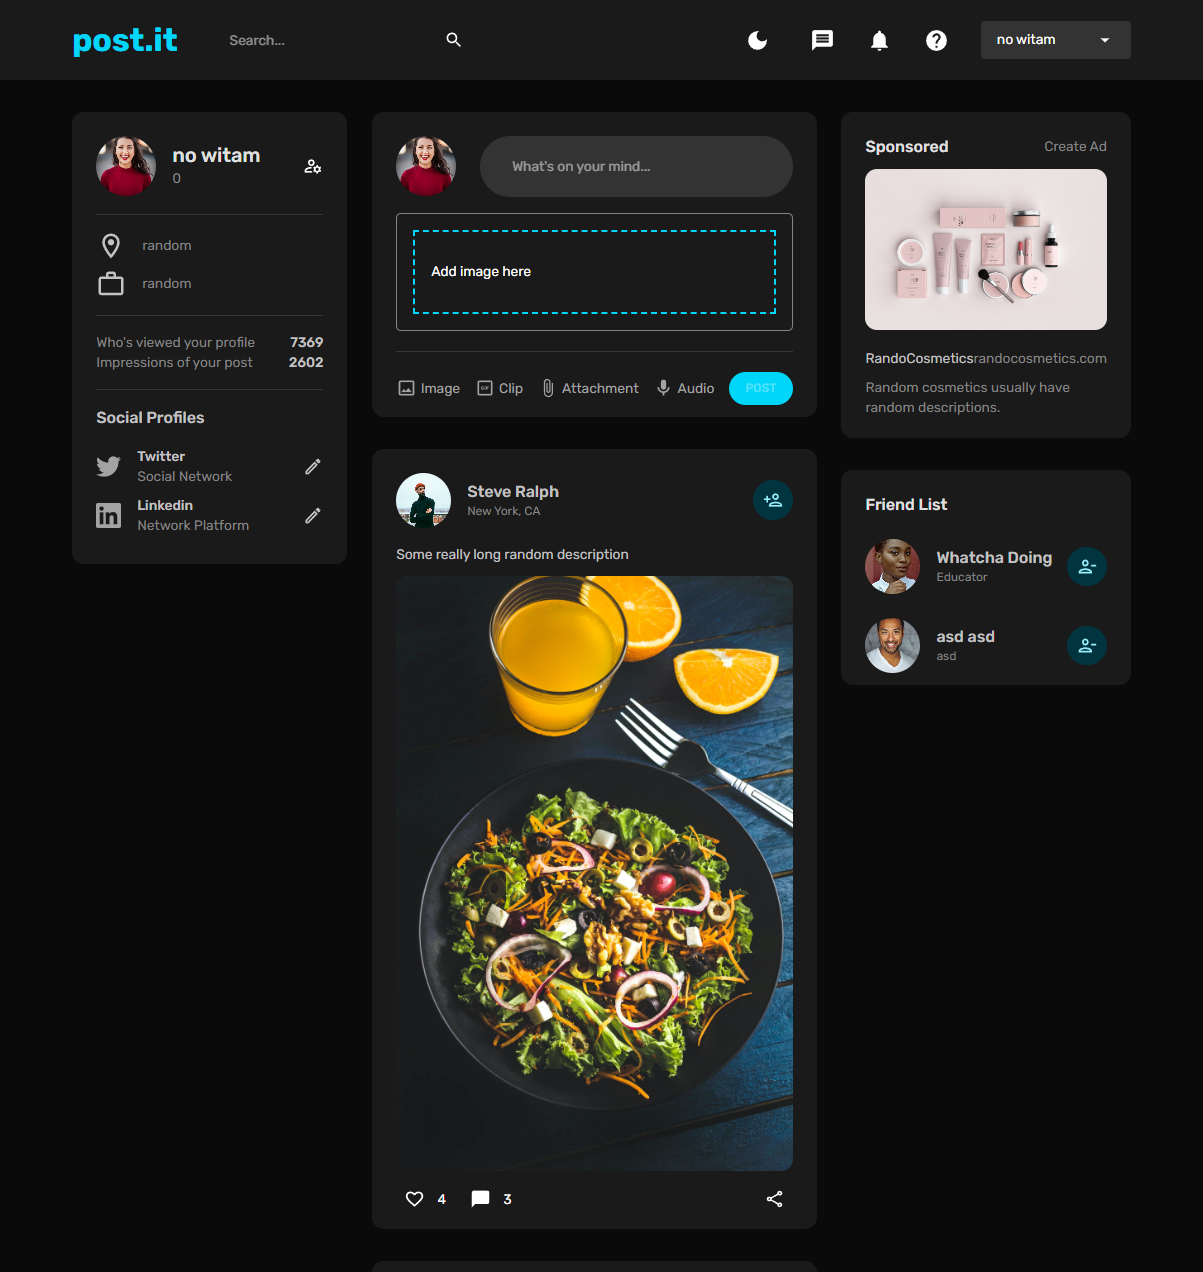 post.it
Search...
no witam
no witam
0
random
random
Who's viewed your profile 7369
Impressions of your post 2602
Social Profiles
Twitter
Social Network
Linkedin
Network Platform
What's on your mind...
Add image here
Image Clip Attachment Audio POST
Steve Ralph
New York, CA
Some really long random description
4 3
Sponsored Create Ad
RandoCosmetics randocosmetics.com
Random cosmetics usually have
random descriptions.
Friend List
Whatcha Doing
Educator
asd asd
asd